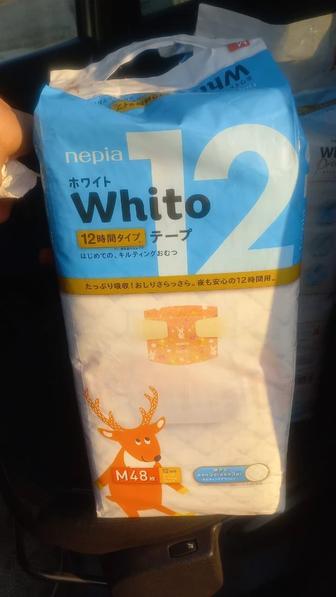 nepia
12
ホワイト
Whito
12時間タイプ テープ
はじめての、キルティングおむつ
たっぷり吸収!おしりさらっさら。夜も安心の12時間用。
M48枚